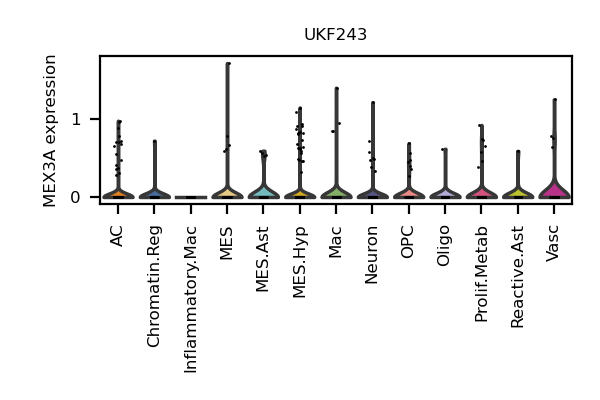 UKF243
MEX3A expression
1
0
AC
Chromatin.Reg
Inflammatory.Mac
MES
MES.Ast
MES.Hyp
Mac
Neuron
OPC
Oligo
Prolif.Metab
Reactive.Ast
Vasc